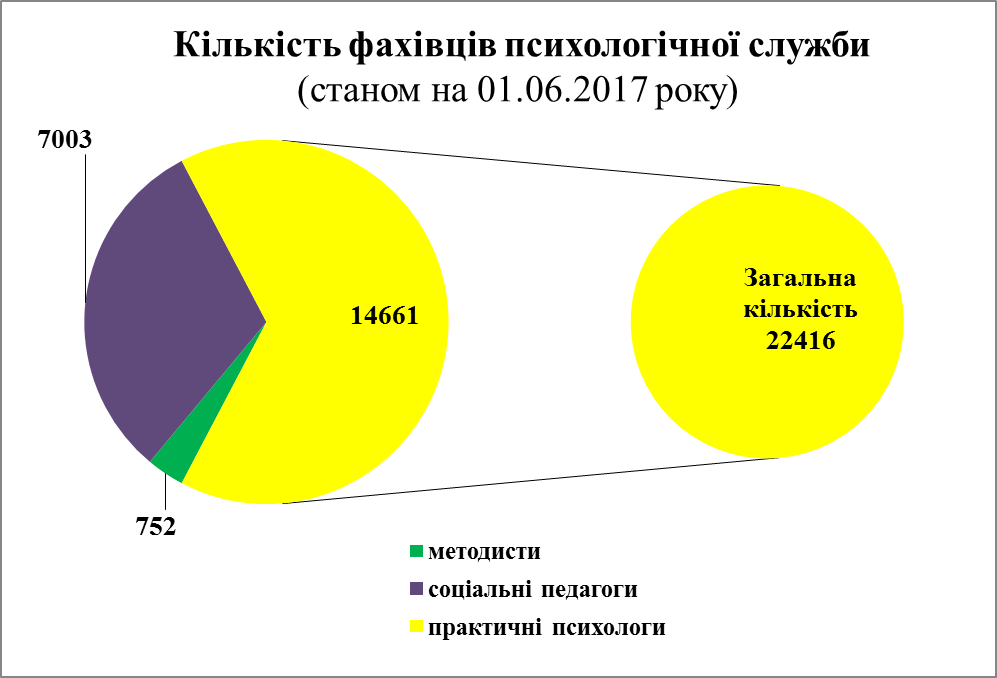 Кількість фахівців психологічної служби
(станом на 01.06.2017 року)
7003
14661
Загальна
кількість
22416
752
методисти
соціальні педагоги
практичні психологи